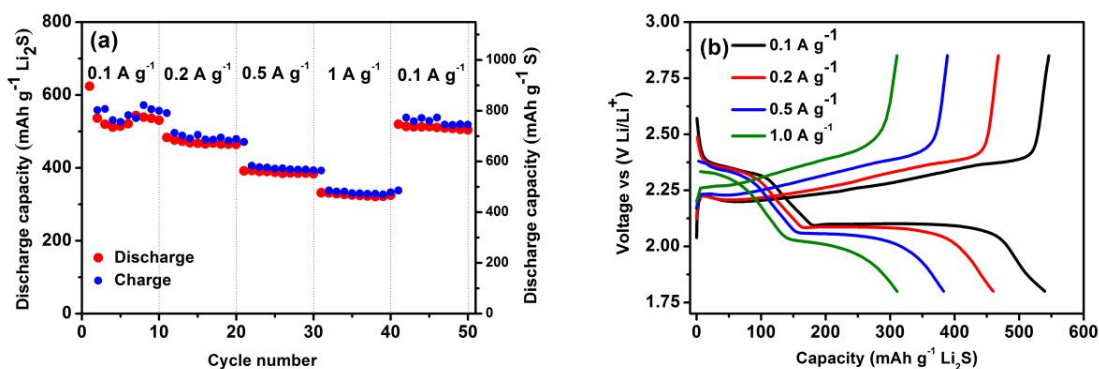 (a)
Discharge capacity (mAh g⁻¹ Li₂S)
800
600
400
200
0
0.1 A g⁻¹ 0.2 A g⁻¹ 0.5 A g⁻¹ 1 A g⁻¹ 0.1 A g⁻¹
Discharge
Charge
0 10 20 30 40 50
Cycle number
1000
800
600
400
200
0
Discharge capacity (mAh g⁻¹ S)
(b)
Voltage vs (V Li/Li⁺)
3.00
2.75
2.50
2.25
2.00
1.75
0.1 A g⁻¹
0.2 A g⁻¹
0.5 A g⁻¹
1.0 A g⁻¹
0 100 200 300 400 500 600
Capacity (mAh g⁻¹ Li₂S)